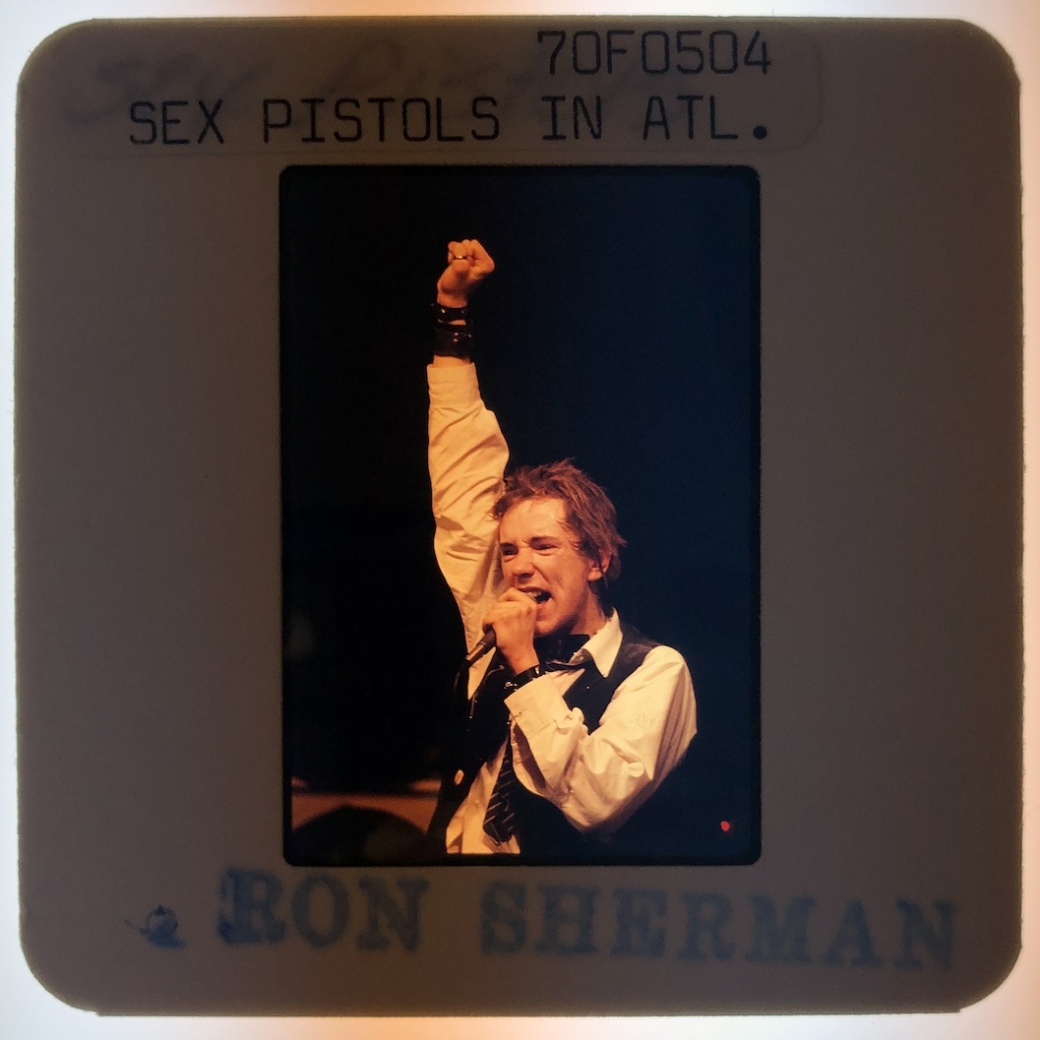 70F0504
SEX PISTOLS IN ATL.
© RON SHERMAN